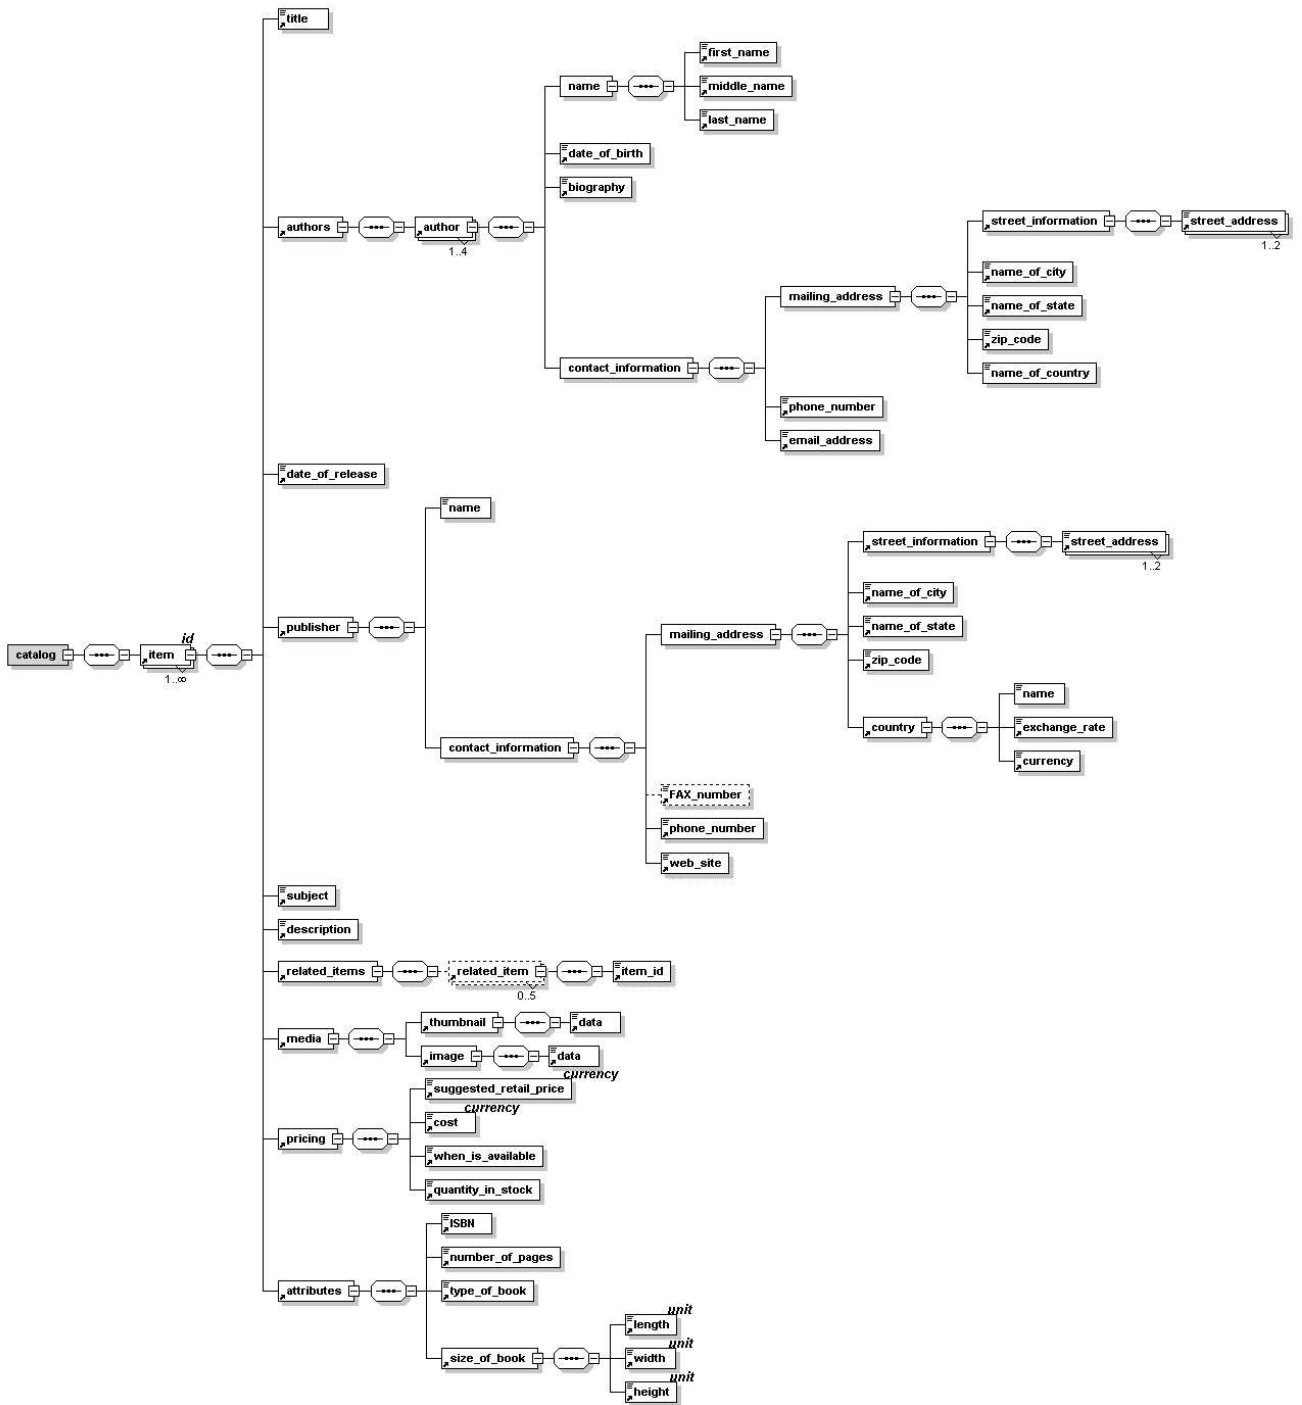 title
first_name
name
middle_name
last_name
date_of_birth
biography
authors
author
1..4
street_information
street_address
1..2
name_of_city
mailing_address
name_of_state
zip_code
contact_information
name_of_country
phone_number
email_address
date_of_release
name
street_information
street_address
1..2
name_of_city
publisher
mailing_address
name_of_state
id
catalog
item
1..∞
zip_code
name
country
exchange_rate
contact_information
currency
FAX_number
phone_number
web_site
subject
description
related_items
related_item
0..5
item_id
thumbnail
data
media
image
data
currency
suggested_retail_price
currency
cost
pricing
when_is_available
quantity_in_stock
ISBN
number_of_pages
attributes
type_of_book
unit
length
unit
size_of_book
width
unit
height